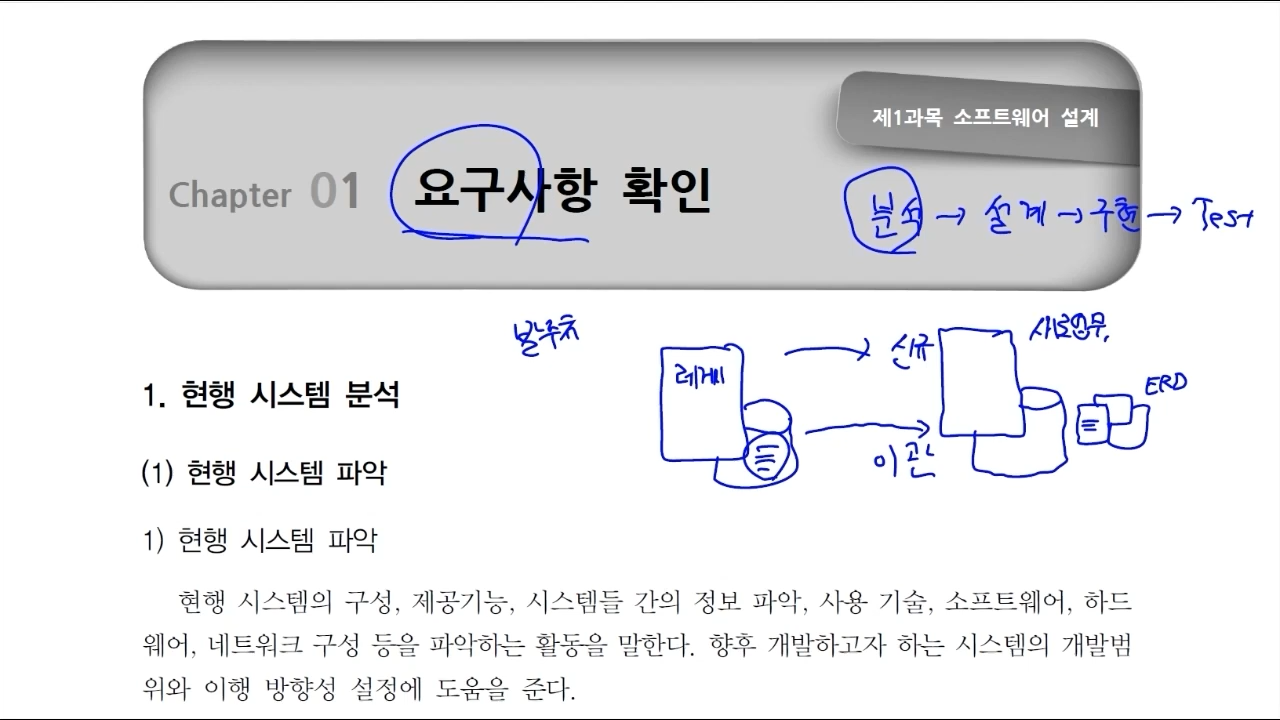 제1과목 소프트웨어 설계
Chapter 01 요구사항 확인
분석 → 설계 → 구현 → Test
발주처
레게시
신규
새로업무,
ERD
이관
1. 현행 시스템 분석
(1) 현행 시스템 파악
1) 현행 시스템 파악
현행 시스템의 구성, 제공기능, 시스템들 간의 정보 파악, 사용 기술, 소프트웨어, 하드
웨어, 네트워크 구성 등을 파악하는 활동을 말한다. 향후 개발하고자 하는 시스템의 개발범
위와 이행 방향성 설정에 도움을 준다.